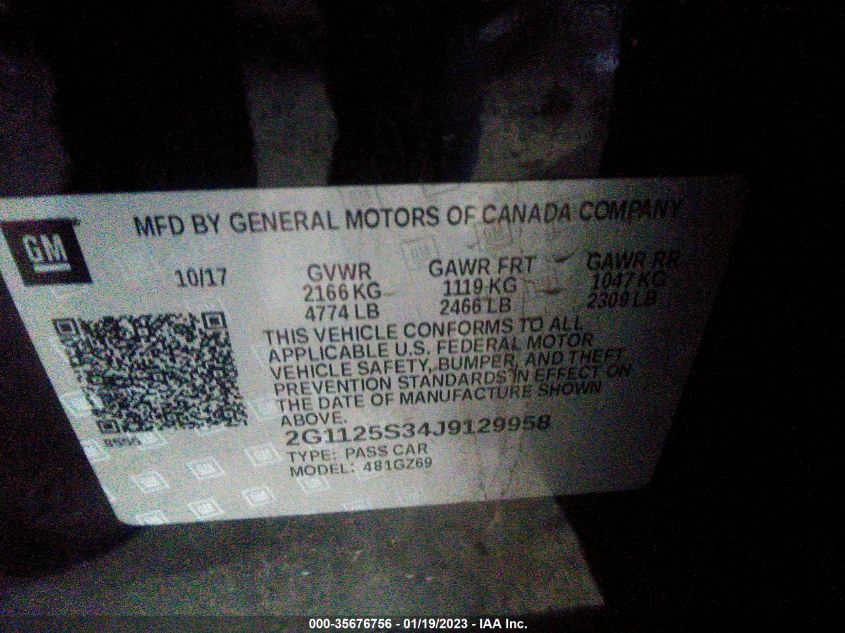 MFD BY GENERAL MOTORS OF CANADA COMPANY
GM
10/17
GVWR
2166 KG
4774 LB
GAWR FRT
1119 KG
2466 LB
GAWR RR
1047 KG
2309 LB
THIS VEHICLE CONFORMS TO ALL
APPLICABLE U.S. FEDERAL MOTOR
VEHICLE SAFETY, BUMPER, AND THEFT
PREVENTION STANDARDS IN EFFECT ON
THE DATE OF MANUFACTURE SHOWN
ABOVE.
2G1125S34J9129958
TYPE: PASS CAR
MODEL: 481GZ69
000-35676756 - 01/19/2023 - IAA Inc.